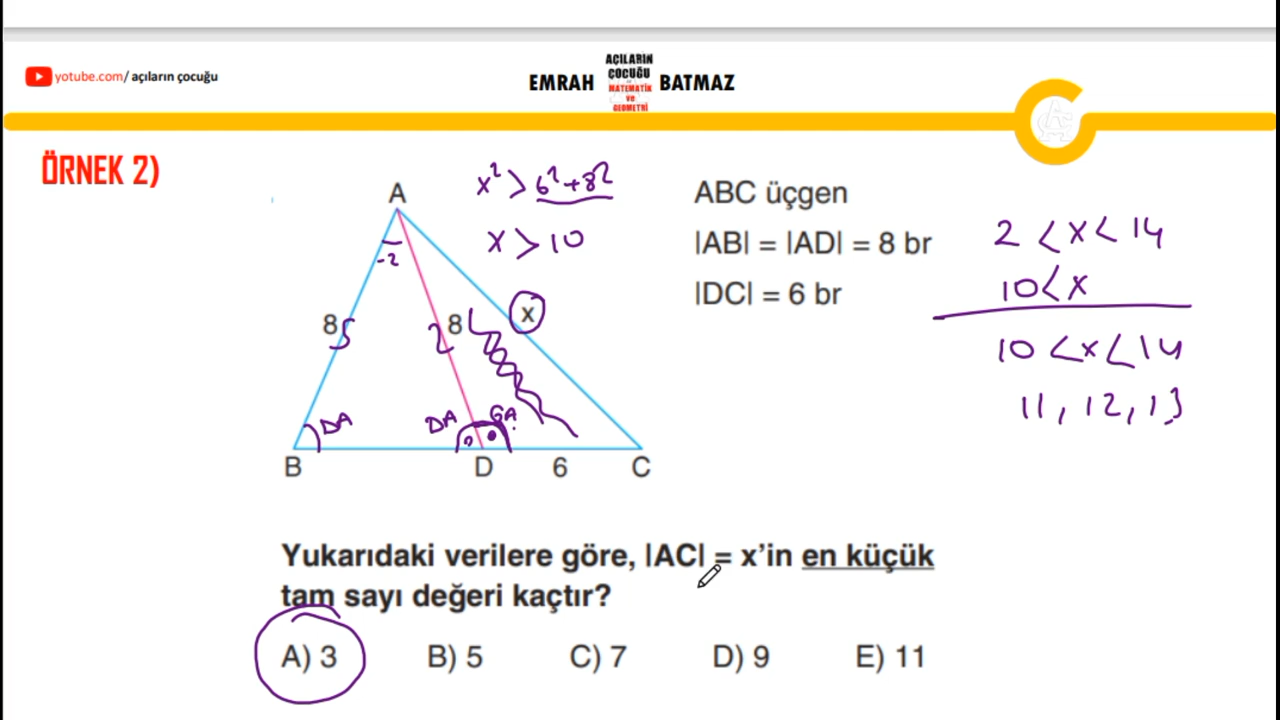 yotube.com/ açıların çocuğu
EMRAH
AÇILARIN
ÇOCUĞU
MATEMATİK
ve
GEOMETRİ
BATMAZ
ÖRNEK 2)
x² > 6² + 8²
x > 10
A
-2
8
8
x
DA
DA
GA
B
D
6
C
ABC üçgen
|AB| = |AD| = 8 br
|DC| = 6 br
2 < x < 14
10 < x
10 < x < 14
11, 12, 13
Yukarıdaki verilere göre, |AC| = x’in en küçük
tam sayı değeri kaçtır?
A) 3 B) 5 C) 7 D) 9 E) 11